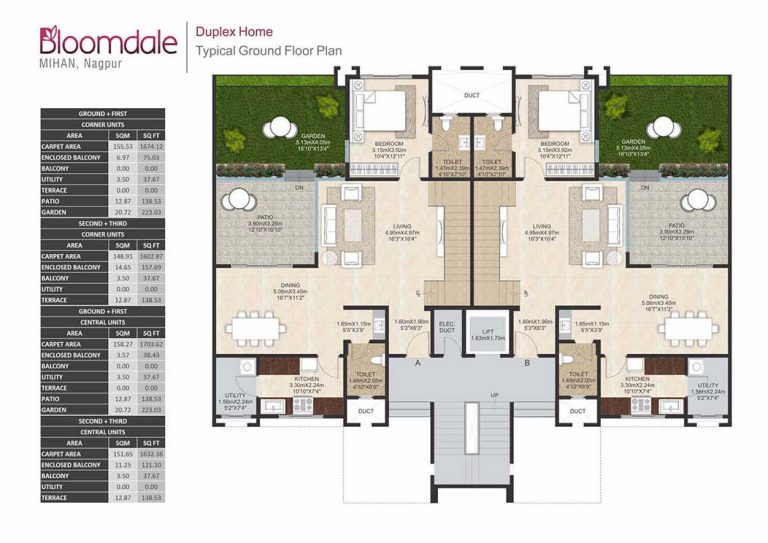 Bloomdale
MIHAN, Nagpur
Duplex Home
Typical Ground Floor Plan
GROUND + FIRST
CORNER UNITS
AREA SQM SQ FT
CARPET AREA 155.53 1674.12
ENCLOSED BALCONY 6.97 75.03
BALCONY 0.00 0.00
UTILITY 3.50 37.67
TERRACE 0.00 0.00
PATIO 12.87 138.53
GARDEN 20.72 223.03
SECOND + THIRD
CORNER UNITS
AREA SQM SQ FT
CARPET AREA 148.91 1602.87
ENCLOSED BALCONY 14.65 157.69
BALCONY 3.50 37.67
UTILITY 0.00 0.00
TERRACE 12.87 138.53
GROUND + FIRST
CENTRAL UNITS
AREA SQM SQ FT
CARPET AREA 158.27 1703.62
ENCLOSED BALCONY 3.57 38.43
BALCONY 0.00 0.00
UTILITY 3.50 37.67
TERRACE 0.00 0.00
PATIO 12.87 138.53
GARDEN 20.72 223.03
SECOND + THIRD
CENTRAL UNITS
AREA SQM SQ FT
CARPET AREA 151.65 1632.36
ENCLOSED BALCONY 11.25 121.10
BALCONY 3.50 37.67
UTILITY 0.00 0.00
TERRACE 12.87 138.53
DUCT
GARDEN
5.13mX4.05m
16'10"X13'4"
BEDROOM
3.15mX3.92m
10'4"X12'11"
TOILET
1.47mX2.39m
4'10"X7'10"
TOILET
1.47mX2.39m
4'10"X7'10"
BEDROOM
3.15mX3.92m
10'4"X12'11"
GARDEN
5.13mX4.05m
16'10"X13'4"
DN
PATIO
3.90mX3.29m
12'10"X10'10"
LIVING
4.95mX4.97m
16'3"X16'4"
LIVING
4.95mX4.97m
16'3"X16'4"
DN
PATIO
3.90mX3.29m
12'10"X10'10"
DINING
5.06mX3.40m
16'7"X11'2"
UP
UP
DINING
5.06mX3.40m
16'7"X11'2"
1.65mX1.15m
5'5"X3'9"
1.60mX1.90m
5'3"X6'3"
ELEC.
DUCT
LIFT
1.63mX1.70m
1.60mX1.90m
5'3"X6'3"
1.65mX1.15m
5'5"X3'9"
A
B
KITCHEN
3.30mX2.24m
10'10"X7'4"
TOILET
1.46mX2.05m
4'10"X6'9"
UP
TOILET
1.46mX2.05m
4'10"X6'9"
KITCHEN
3.30mX2.24m
10'10"X7'4"
UTILITY
1.56mX2.24m
5'2"X7'4"
DUCT
DUCT
UTILITY
1.56mX2.24m
5'2"X7'4"